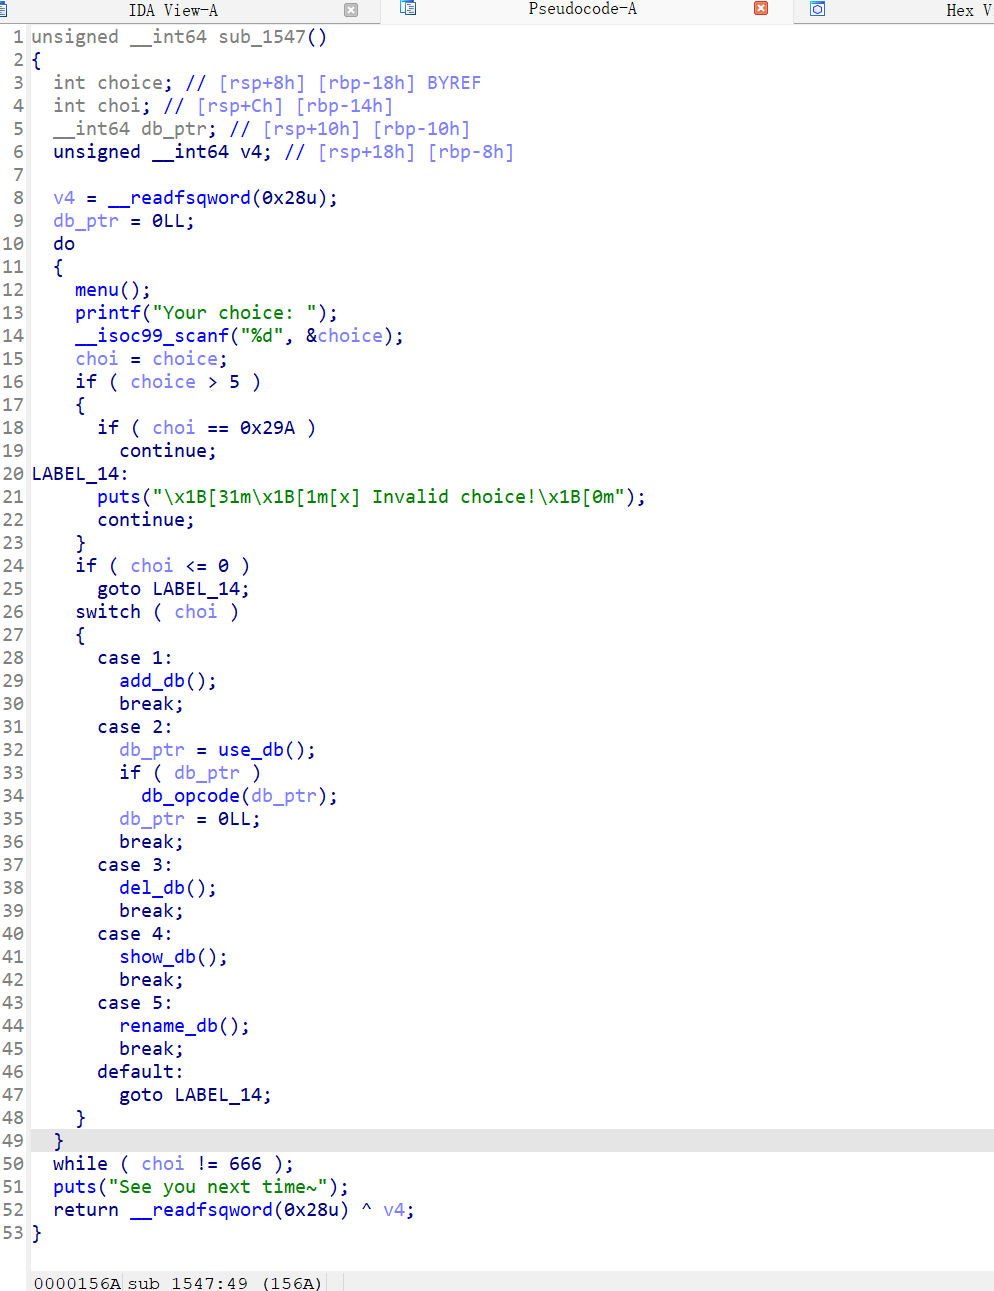 IDA View-A Pseudocode-A Hex V
1 unsigned __int64 sub_1547()
2 {
3   int choice; // [rsp+8h] [rbp-18h] BYREF
4   int choi; // [rsp+Ch] [rbp-14h]
5   __int64 db_ptr; // [rsp+10h] [rbp-10h]
6   unsigned __int64 v4; // [rsp+18h] [rbp-8h]
7
8   v4 = __readfsqword(0x28u);
9   db_ptr = 0LL;
10   do
11   {
12     menu();
13     printf("Your choice: ");
14     __isoc99_scanf("%d", &choice);
15     choi = choice;
16     if ( choice > 5 )
17     {
18       if ( choi == 0x29A )
19         continue;
20 LABEL_14:
21       puts("\x1B[31m\x1B[1m[x] Invalid choice!\x1B[0m");
22       continue;
23     }
24     if ( choi <= 0 )
25       goto LABEL_14;
26     switch ( choi )
27     {
28       case 1:
29         add_db();
30         break;
31       case 2:
32         db_ptr = use_db();
33         if ( db_ptr )
34           db_opcode(db_ptr);
35         db_ptr = 0LL;
36         break;
37       case 3:
38         del_db();
39         break;
40       case 4:
41         show_db();
42         break;
43       case 5:
44         rename_db();
45         break;
46       default:
47         goto LABEL_14;
48     }
49   }
50   while ( choi != 666 );
51   puts("See you next time~");
52   return __readfsqword(0x28u) ^ v4;
53 }
0000156A sub_1547:49 (156A)